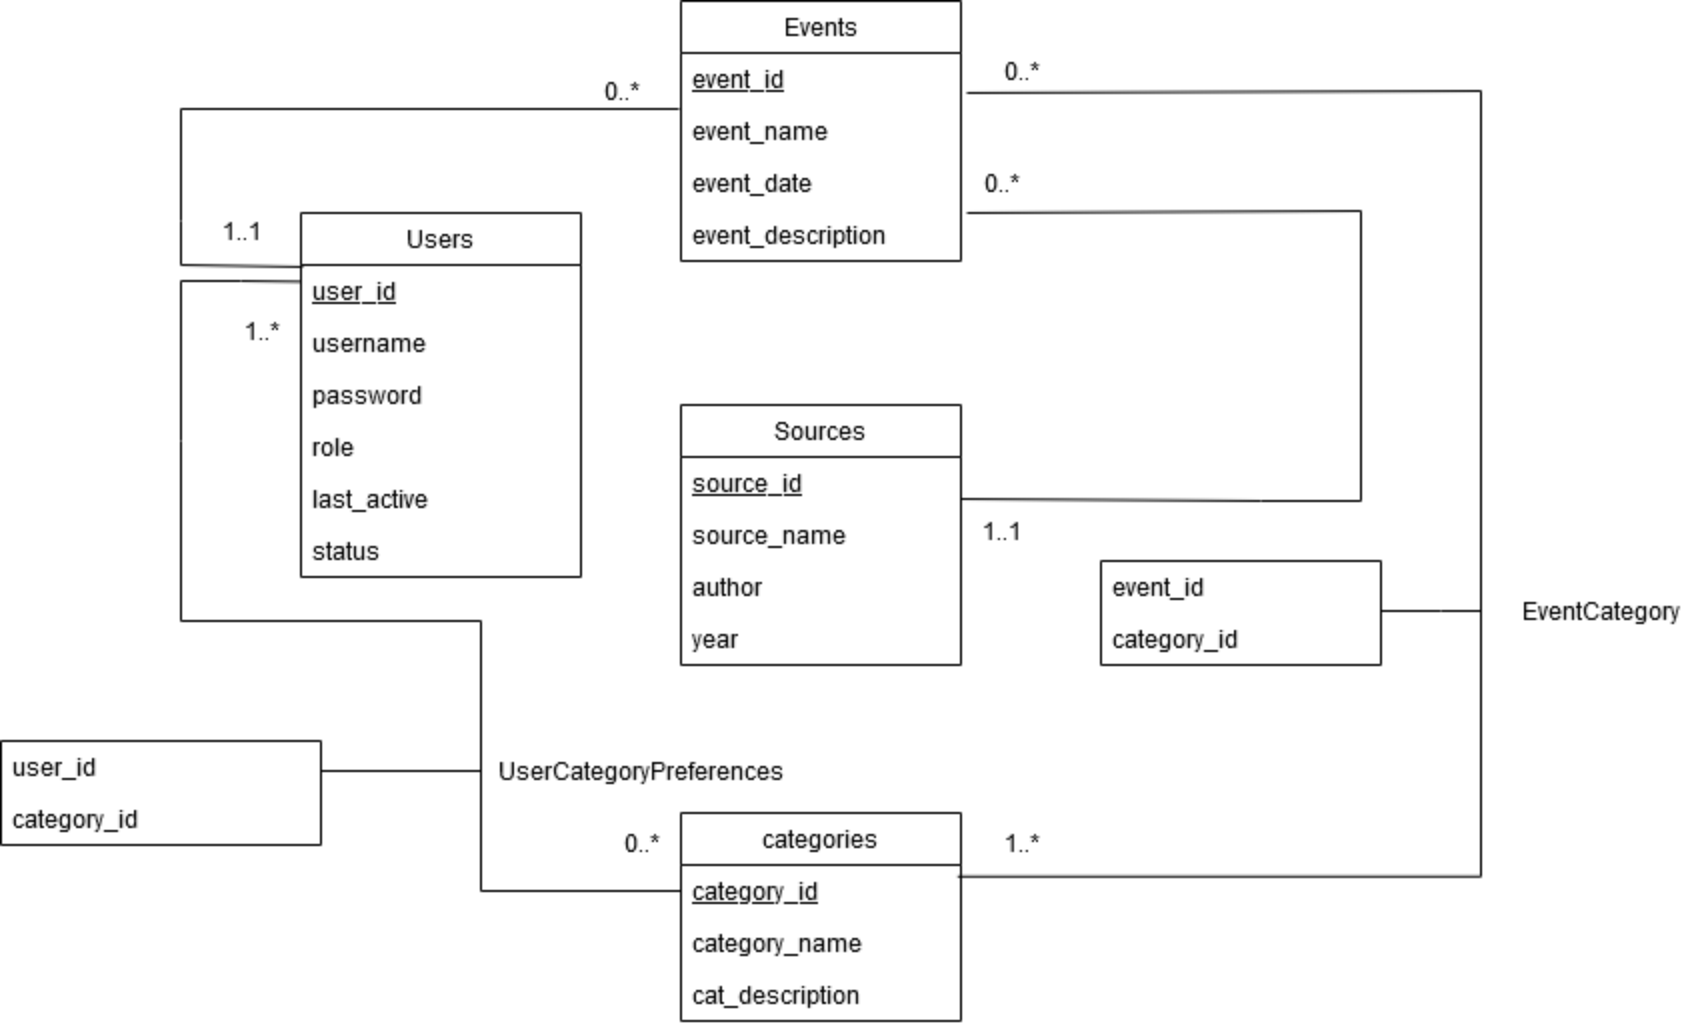 Events
event_id
event_name
event_date
event_description
0..*
0..*
0..*
1..1
Users
user_id
username
password
role
last_active
status
1..*
Sources
source_id
source_name
author
year
1..1
event_id
category_id
EventCategory
user_id
category_id
UserCategoryPreferences
0..*
categories
category_id
category_name
cat_description
1..*